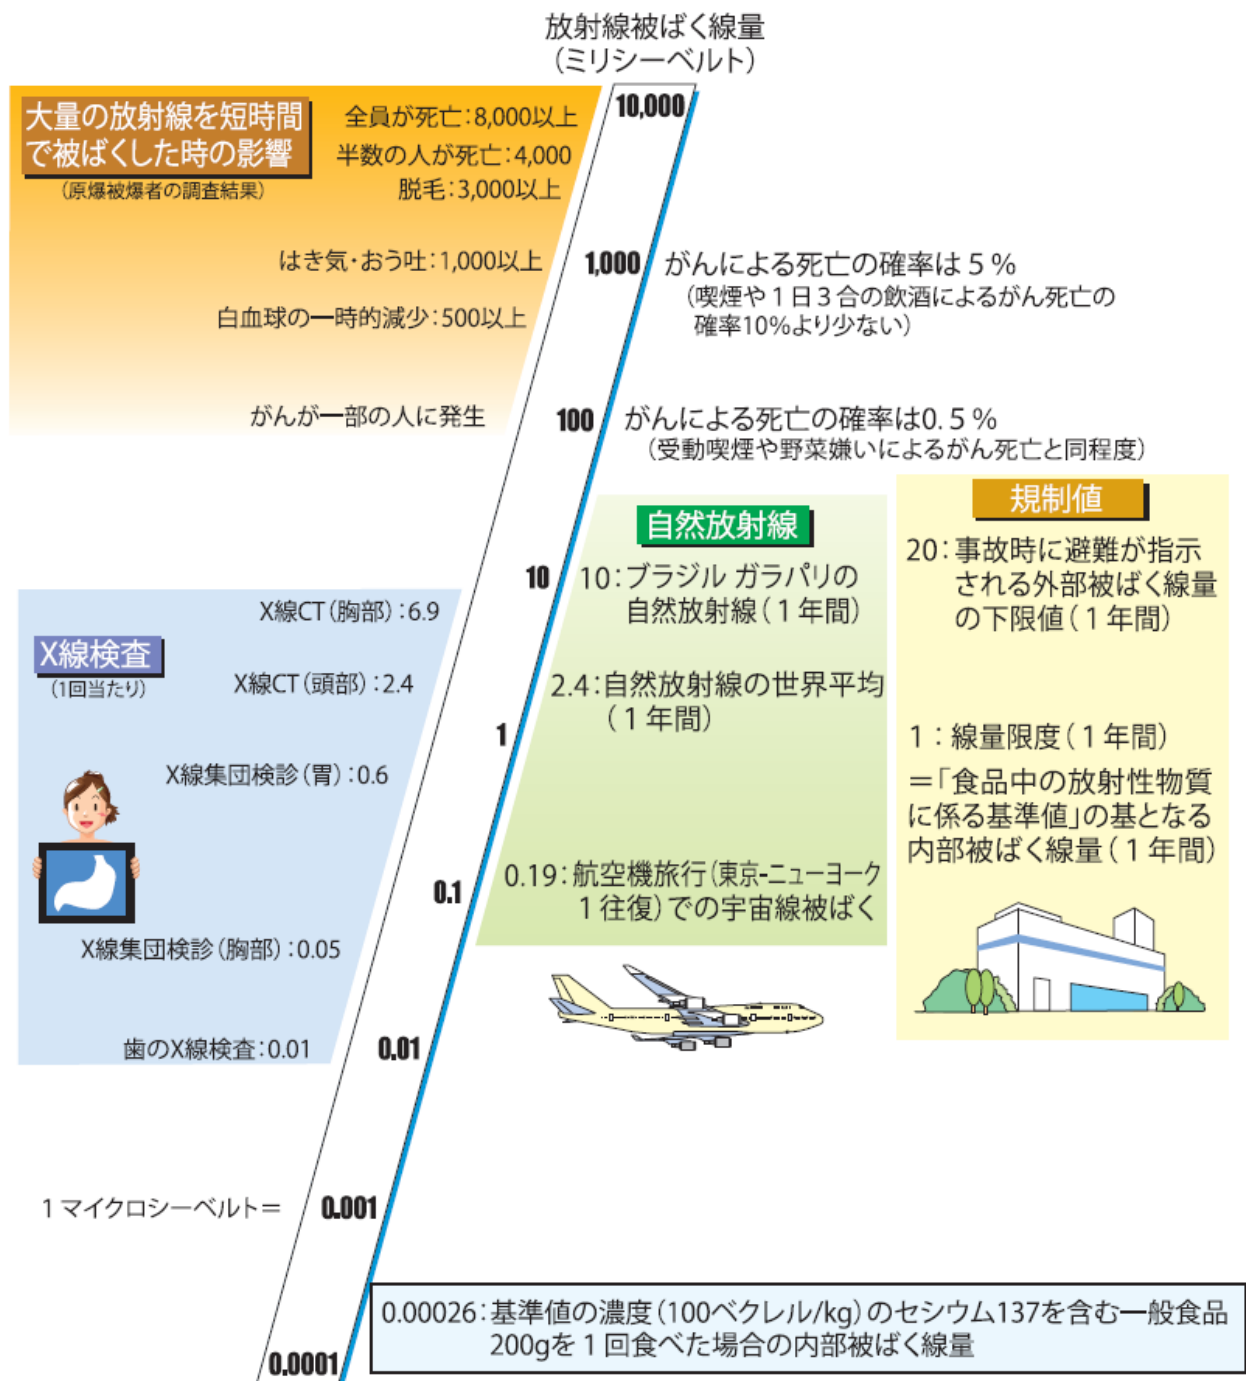 放射線被ばく線量
（ミリシーベルト）
大量の放射線を短時間
で被ばくした時の影響
（原爆被爆者の調査結果）
全員が死亡：8,000以上
半数の人が死亡：4,000
脱毛：3,000以上
はき気・おう吐：1,000以上
白血球の一時的減少：500以上
がんが一部の人に発生
10,000
1,000
100
10
1
0.1
0.01
0.001
0.0001
がんによる死亡の確率は５％
（喫煙や１日３合の飲酒によるがん死亡の
確率10％より少ない）
がんによる死亡の確率は0.５％
（受動喫煙や野菜嫌いによるがん死亡と同程度）
自然放射線
10：ブラジル ガラパリの
自然放射線（１年間）
2.4：自然放射線の世界平均
（１年間）
0.19：航空機旅行（東京-ニューヨーク
１往復）での宇宙線被ばく
規制値
20：事故時に避難が指示
される外部被ばく線量
の下限値（１年間）
1：線量限度（１年間）
＝「食品中の放射性物質
に係る基準値」の基となる
内部被ばく線量（１年間）
X線検査
（1回当たり）
X線CT（胸部）：6.9
X線CT（頭部）：2.4
X線集団検診（胃）：0.6
X線集団検診（胸部）：0.05
歯のX線検査：0.01
1マイクロシーベルト＝
0.00026：基準値の濃度（100ベクレル/kg）のセシウム137を含む一般食品
200gを１回食べた場合の内部被ばく線量